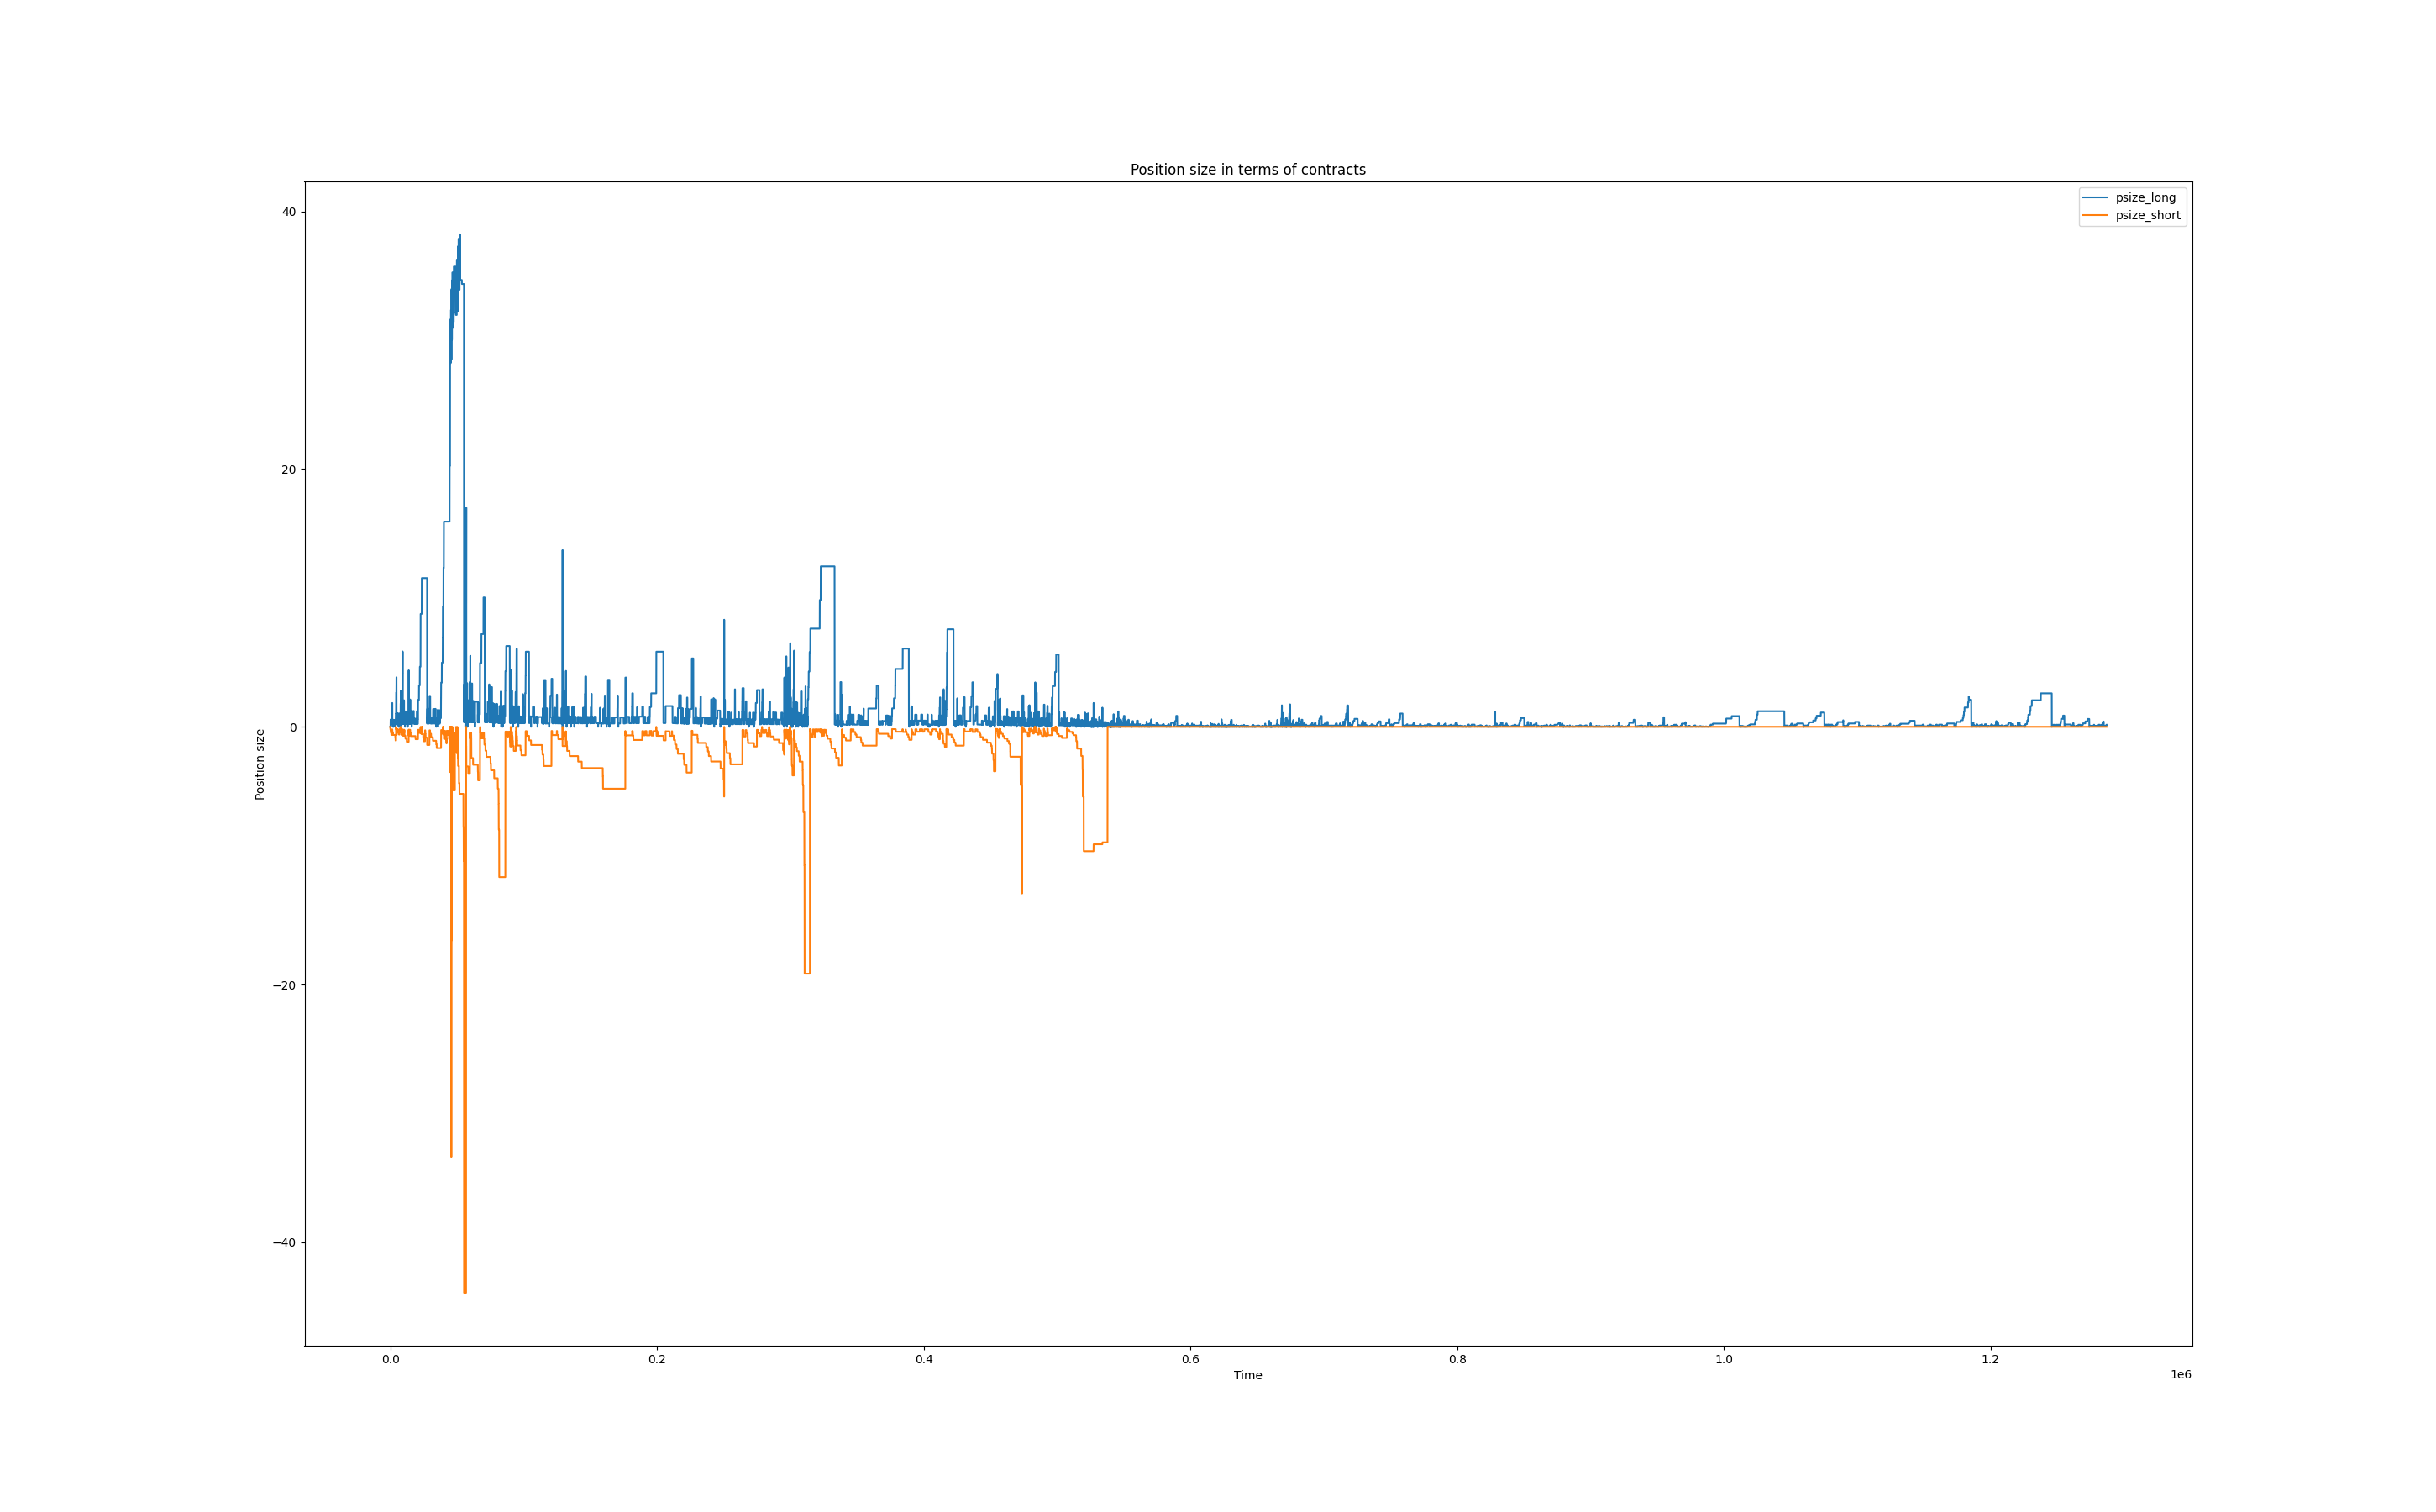 Position size in terms of contracts
psize_long
psize_short
40
20
0
−20
−40
Position size
0.0
0.2
0.4
0.6
0.8
1.0
1.2
1e6
Time